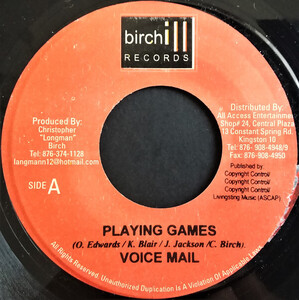 birchill
RECORDS
Produced By:
Christopher
"Longman"
Birch
Tel: 876-374-1128
langmann12@hotmail.com
SIDE A
Distributed By:
All Access Entertainment
Shop# 24, Central Plaza
13 Constant Spring Rd.
Kingston 10
Tel: 876- 908-4948/9
Fax# 876- 908-4950
Published by:
Copyright Control/
Copyright Control/
Copyright Control/
Livingsting Music (ASCAP)
PLAYING GAMES
(O. Edwards/ K. Blair/ J. Jackson/C. Birch)
VOICE MAIL
All Rights Reserved. Unauthorized Duplication Is A Violation Of Applicable Laws.